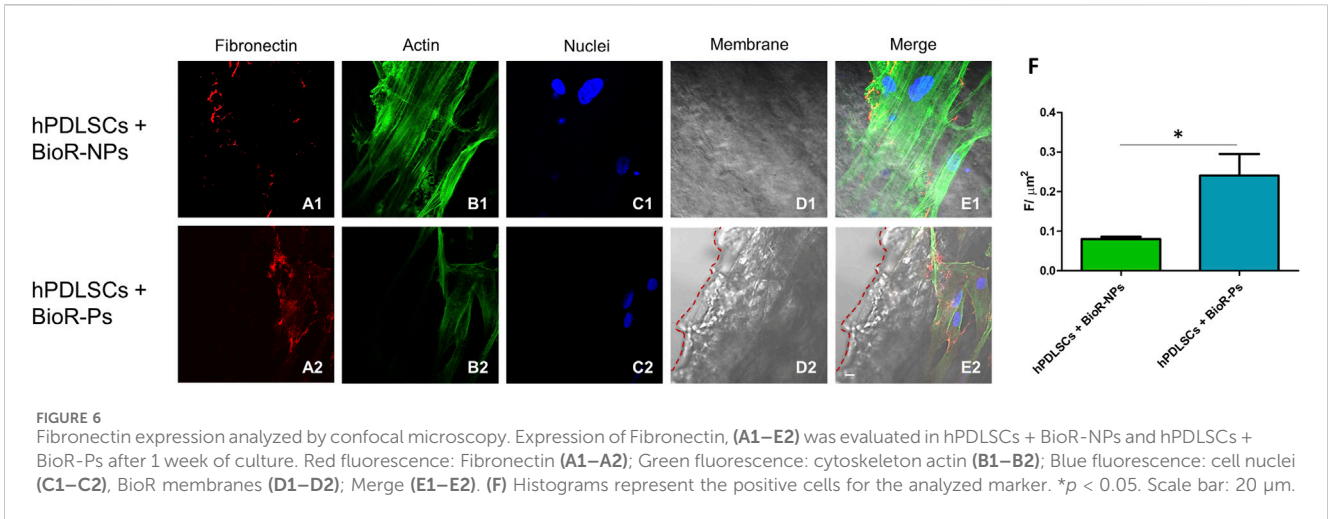 Fibronectin Actin Nuclei Membrane Merge
hPDLSCs +
BioR-NPs
A1 B1 C1 D1 E1
hPDLSCs +
BioR-Ps
A2 B2 C2 D2 E2
F
F/ μm²
0.4
0.3
0.2
0.1
0.0
*
hPDLSCs + BioR-NPs
hPDLSCs + BioR-Ps
FIGURE 6
Fibronectin expression analyzed by confocal microscopy. Expression of Fibronectin, (A1–E2) was evaluated in hPDLSCs + BioR-NPs and hPDLSCs +
BioR-Ps after 1 week of culture. Red fluorescence: Fibronectin (A1–A2); Green fluorescence: cytoskeleton actin (B1–B2); Blue fluorescence: cell nuclei
(C1–C2), BioR membranes (D1–D2); Merge (E1–E2). (F) Histograms represent the positive cells for the analyzed marker. *p < 0.05. Scale bar: 20 μm.